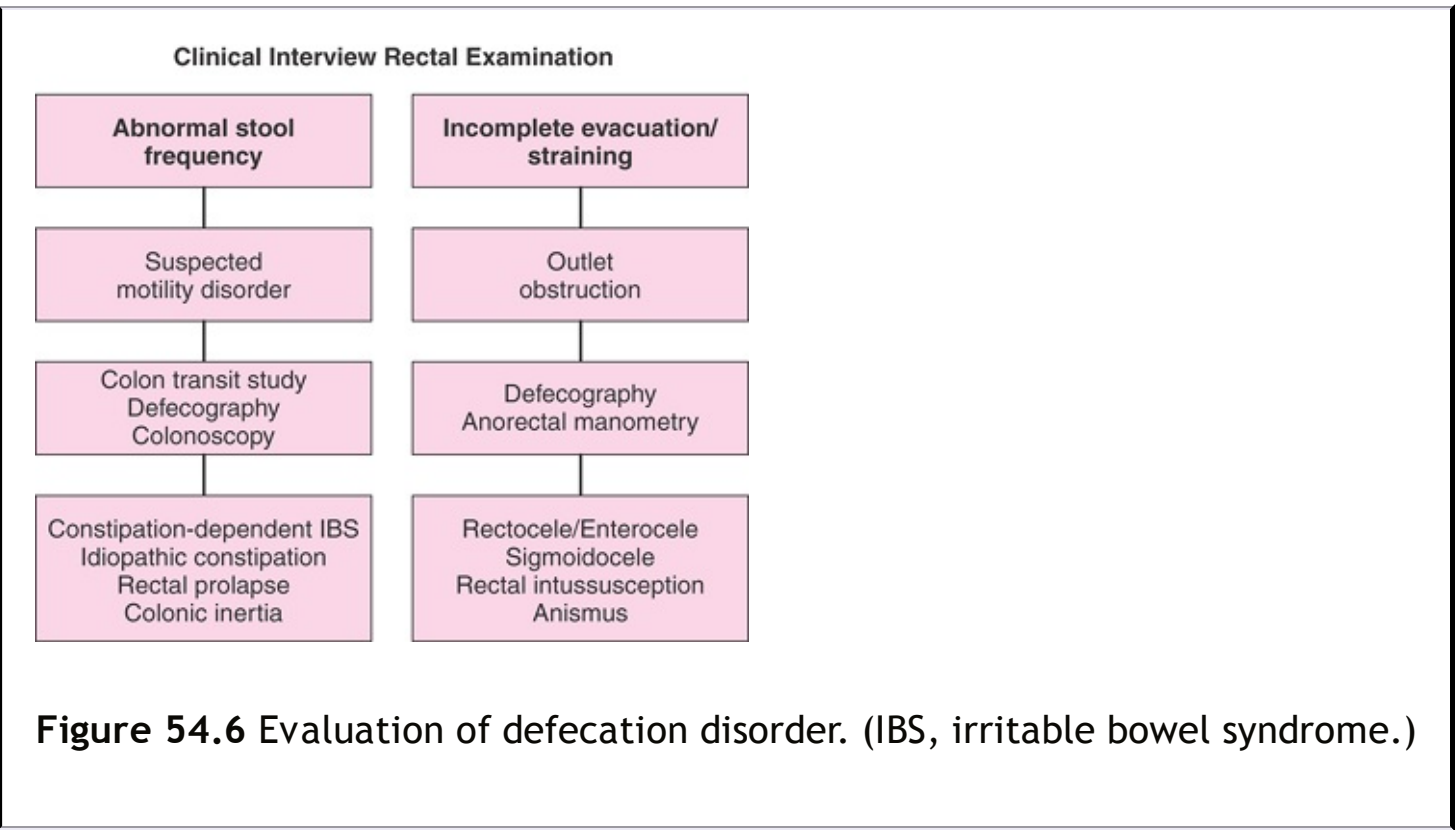 Clinical Interview Rectal Examination
Abnormal stool
frequency
Suspected
motility disorder
Colon transit study
Defecography
Colonoscopy
Constipation-dependent IBS
Idiopathic constipation
Rectal prolapse
Colonic inertia
Incomplete evacuation/
straining
Outlet
obstruction
Defecography
Anorectal manometry
Rectocele/Enterocele
Sigmoidocele
Rectal intussusception
Anismus
Figure 54.6 Evaluation of defecation disorder. (IBS, irritable bowel syndrome.)